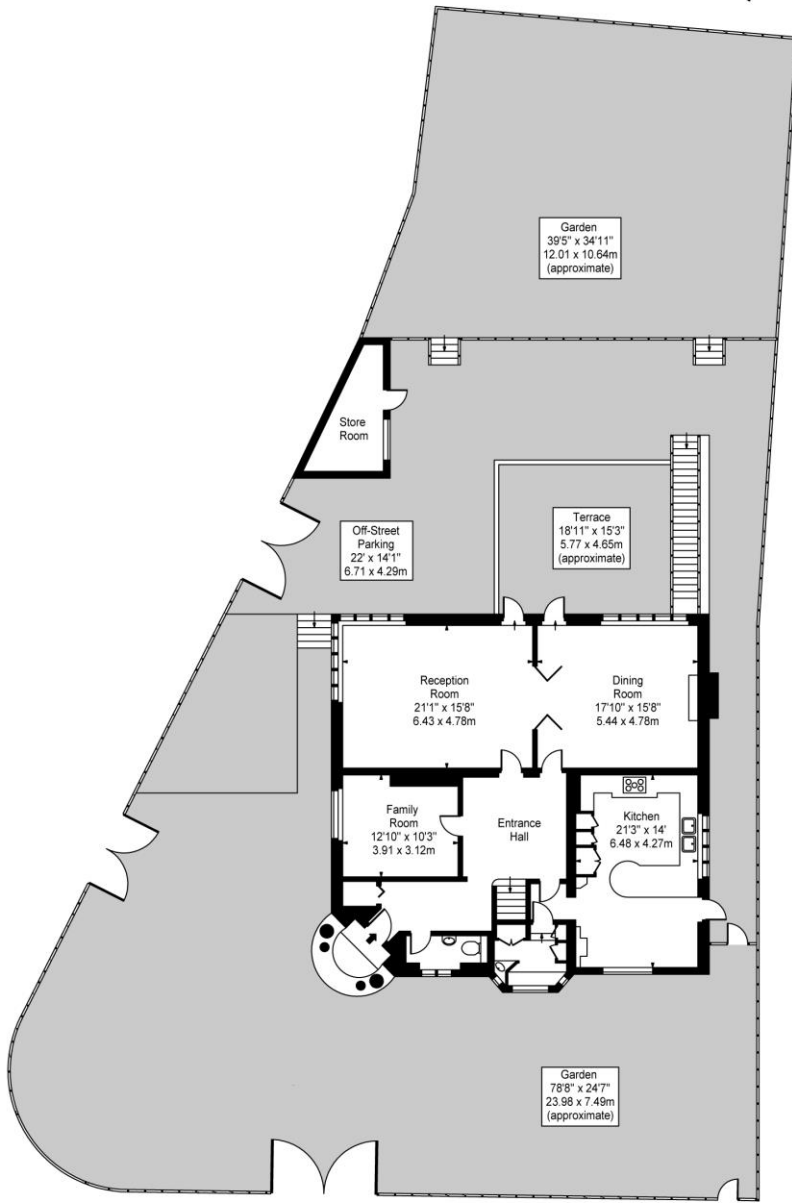 Garden
39'5" x 34'11"
12.01 x 10.64m
(approximate)
Store
Room
Off-Street
Parking
22' x 14'1"
6.71 x 4.29m
Terrace
18'11" x 15'3"
5.77 x 4.65m
(approximate)
Reception
Room
21'1" x 15'8"
6.43 x 4.78m
Dining
Room
17'10" x 15'8"
5.44 x 4.78m
Family
Room
12'10" x 10'3"
3.91 x 3.12m
Entrance
Hall
Kitchen
21'3" x 14'
6.48 x 4.27m
Garden
78'8" x 24'7"
23.98 x 7.49m
(approximate)